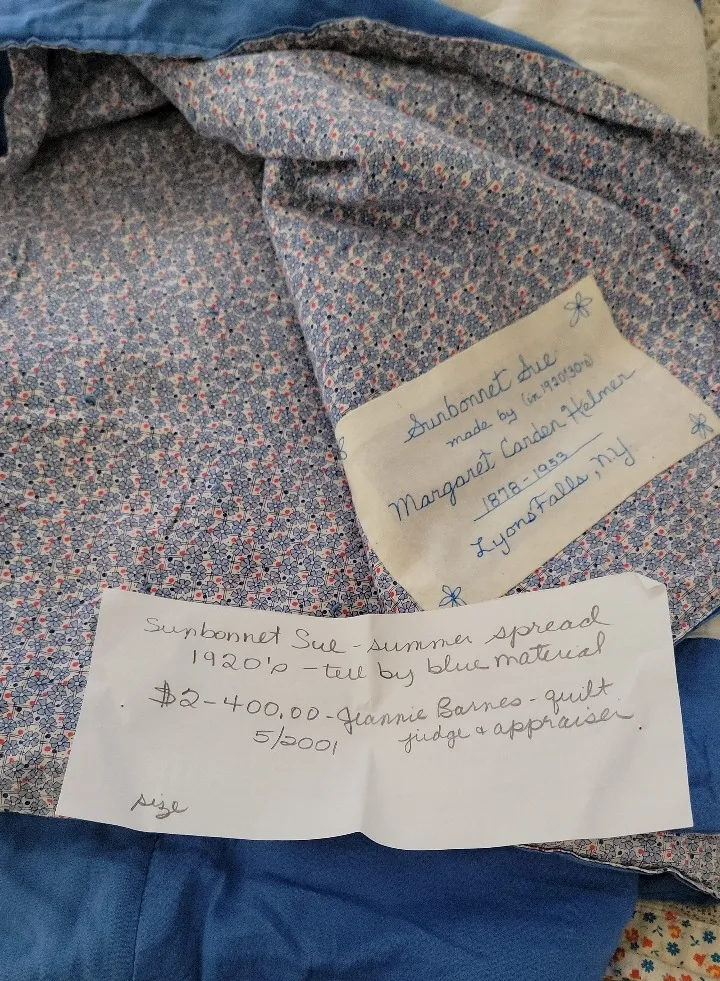 Sunbonnet Sue
made by (in 1920/30's)
Margaret Carden Helmer
1878-1933
Lyons Falls, NY
Sunbonnet Sue - summer spread
1920's - tell by blue material
$2-400.00 - Jeannie Barnes - quilt
5/2001 judge & appraiser.
size